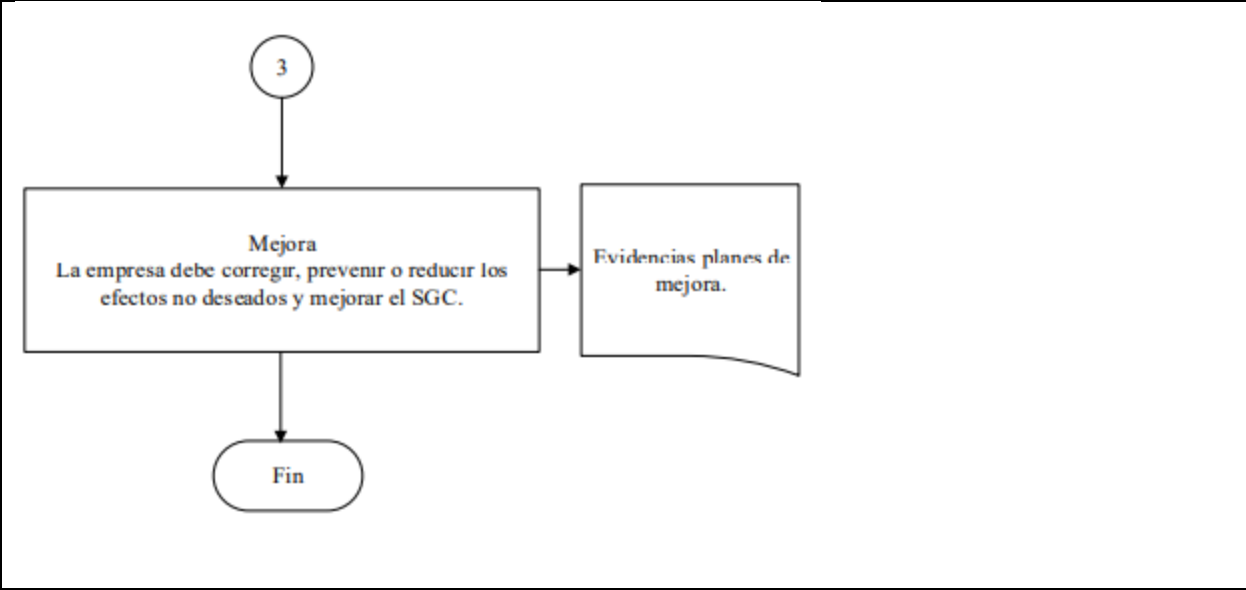 3
Mejora
La empresa debe corregir, prevenir o reducir los
efectos no deseados y mejorar el SGC.
Evidencias planes de
mejora.
Fin